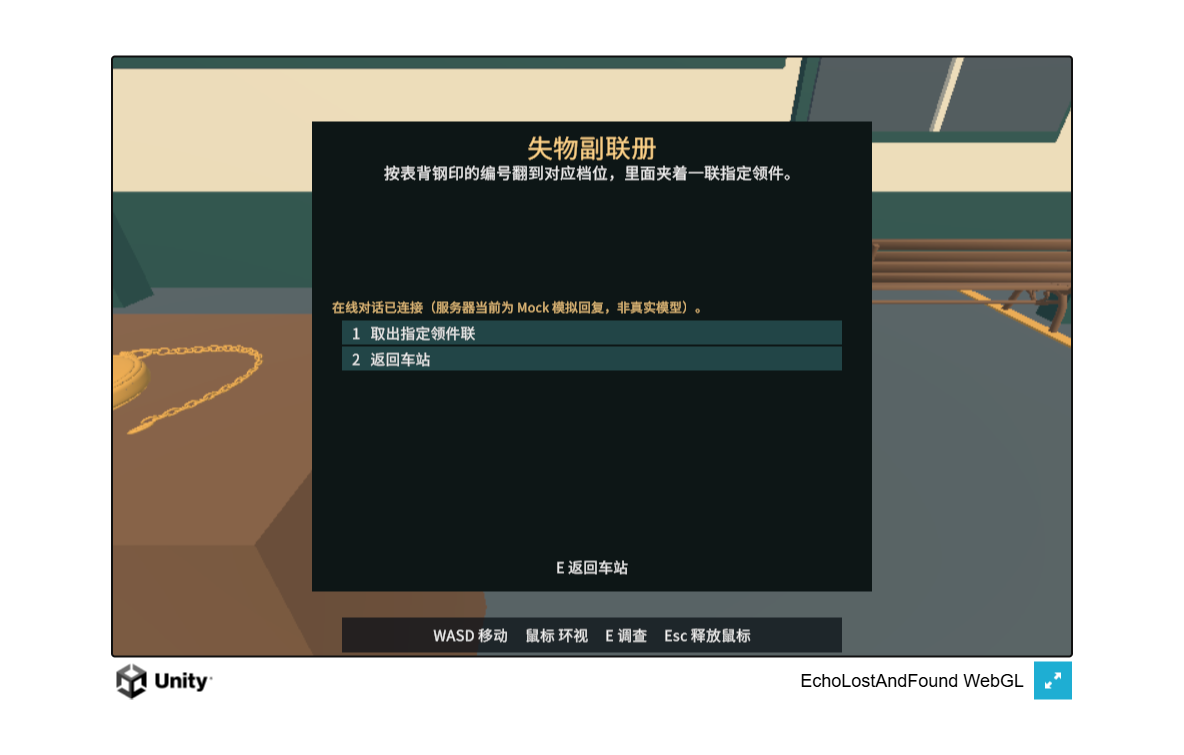 失物副联册
按表背钢印的编号翻到对应档位，里面夹着一联指定领件。
在线对话已连接（服务器当前为 Mock 模拟回复，非真实模型）。
1 取出指定领件联
2 返回车站
E 返回车站
WASD 移动 鼠标 环视 E 调查 Esc 释放鼠标
Unity
EchoLostAndFound WebGL